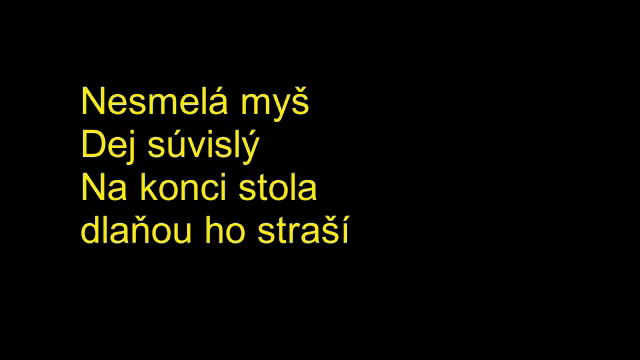 Nesmelá myš
Dej súvislý
Na konci stola
dlaňou ho straší